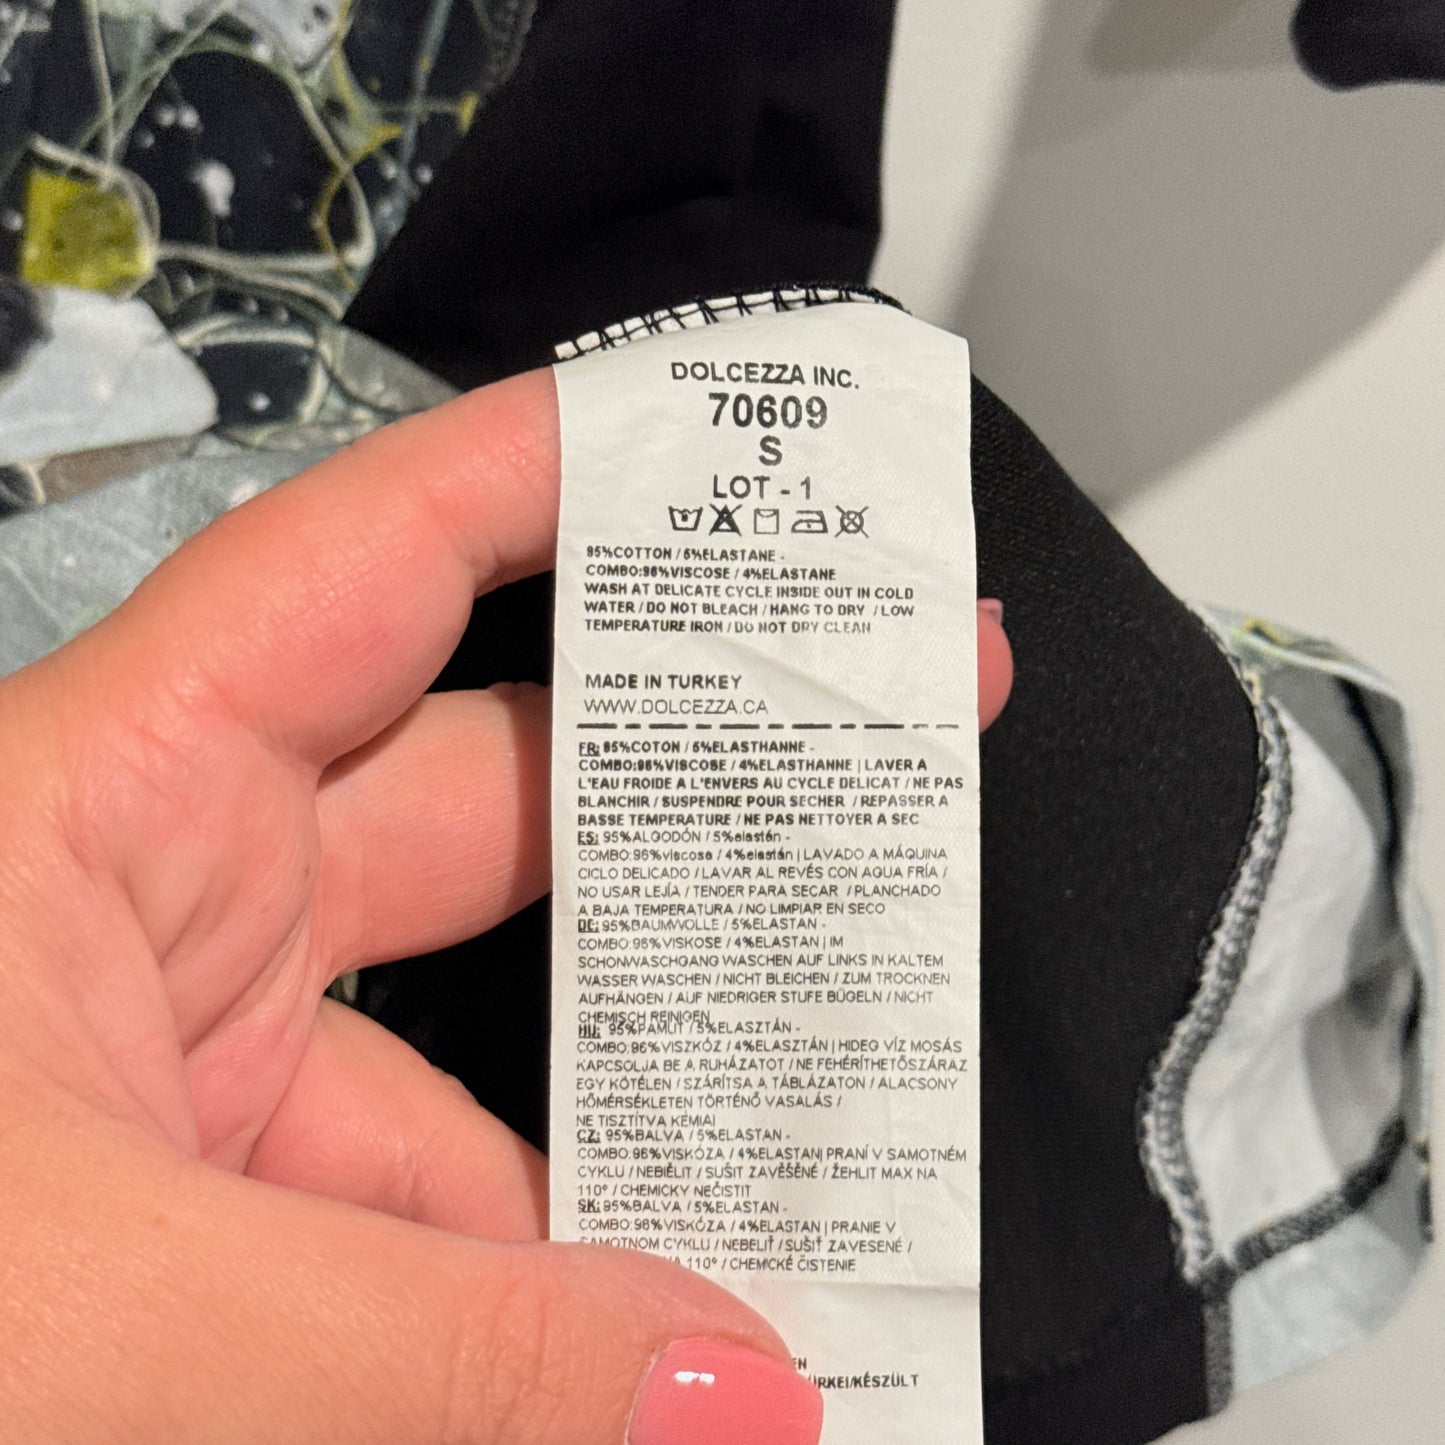 DOLCEZZA INC.
70609
S
LOT - 1
95%COTTON / 5%ELASTANE -
COMBO:96%VISCOSE / 4%ELASTANE
WASH AT DELICATE CYCLE INSIDE OUT IN COLD
WATER / DO NOT BLEACH / HANG TO DRY / LOW
TEMPERATURE IRON / DO NOT DRY CLEAN
MADE IN TURKEY
WWW.DOLCEZZA.CA
FR: 95%COTON / 5%ELASTHANNE -
COMBO:96%VISCOSE / 4%ELASTHANNE | LAVER A
L'EAU FROIDE A L'ENVERS AU CYCLE DELICAT / NE PAS
BLANCHIR / SUSPENDRE POUR SECHER / REPASSER A
BASSE TEMPERATURE / NE PAS NETTOYER A SEC
ES: 95%ALGODÓN / 5%elastán -
COMBO:96%viscosa / 4%elastán | LAVADO A MÁQUINA
CICLO DELICADO / LAVAR AL REVÉS CON AGUA FRÍA /
NO USAR LEJÍA / TENDER PARA SECAR / PLANCHADO
A BAJA TEMPERATURA / NO LIMPIAR EN SECO
DE: 95%BAUMWOLLE / 5%ELASTAN -
COMBO:96%VISKOSE / 4%ELASTAN | IM
SCHONWASCHGANG WASCHEN AUF LINKS IN KALTEM
WASSER WASCHEN / NICHT BLEICHEN / ZUM TROCKNEN
AUFHÄNGEN / AUF NIEDRIGER STUFE BÜGELN / NICHT
CHEMISCH REINIGEN
HU: 95%PAMUT / 5%ELASZTÁN -
COMBO:96%VISZKÓZ / 4%ELASZTÁN | HIDEG VÍZ MOSÁS
KAPCSOLJA BE A RUHÁZATOT / NE FEHÉRÍTHETŐSZÁRAZ
EGY KÖTÉLEN / SZÁRÍTSA A TÁBLÁZATON / ALACSONY
HŐMÉRSÉKLETEN TÖRTÉNŐ VASALÁS /
NE TISZTÍTVA KÉMIAI
CZ: 95%BALVA / 5%ELASTAN -
COMBO:96%VISKÓZA / 4%ELASTAN| PRANÍ V SAMOTNÉM
CYKLU / NEBIĚLIT / SUŠIT ZAVĚŠĚNÉ / ŽEHLIT MAX NA
110° / CHEMICKY NEČISTIT
SK: 95%BALVA / 5%ELASTAN -
COMBO:96%VISKÓZA / 4%ELASTAN | PRANIE V
SAMOTNOM CYKLU / NEBELIŤ / SUŠIŤ ZAVESENÉ /
110° / CHEMICKÉ ČISTENIE
EN
ÜRKEI/KÉSZÜLT